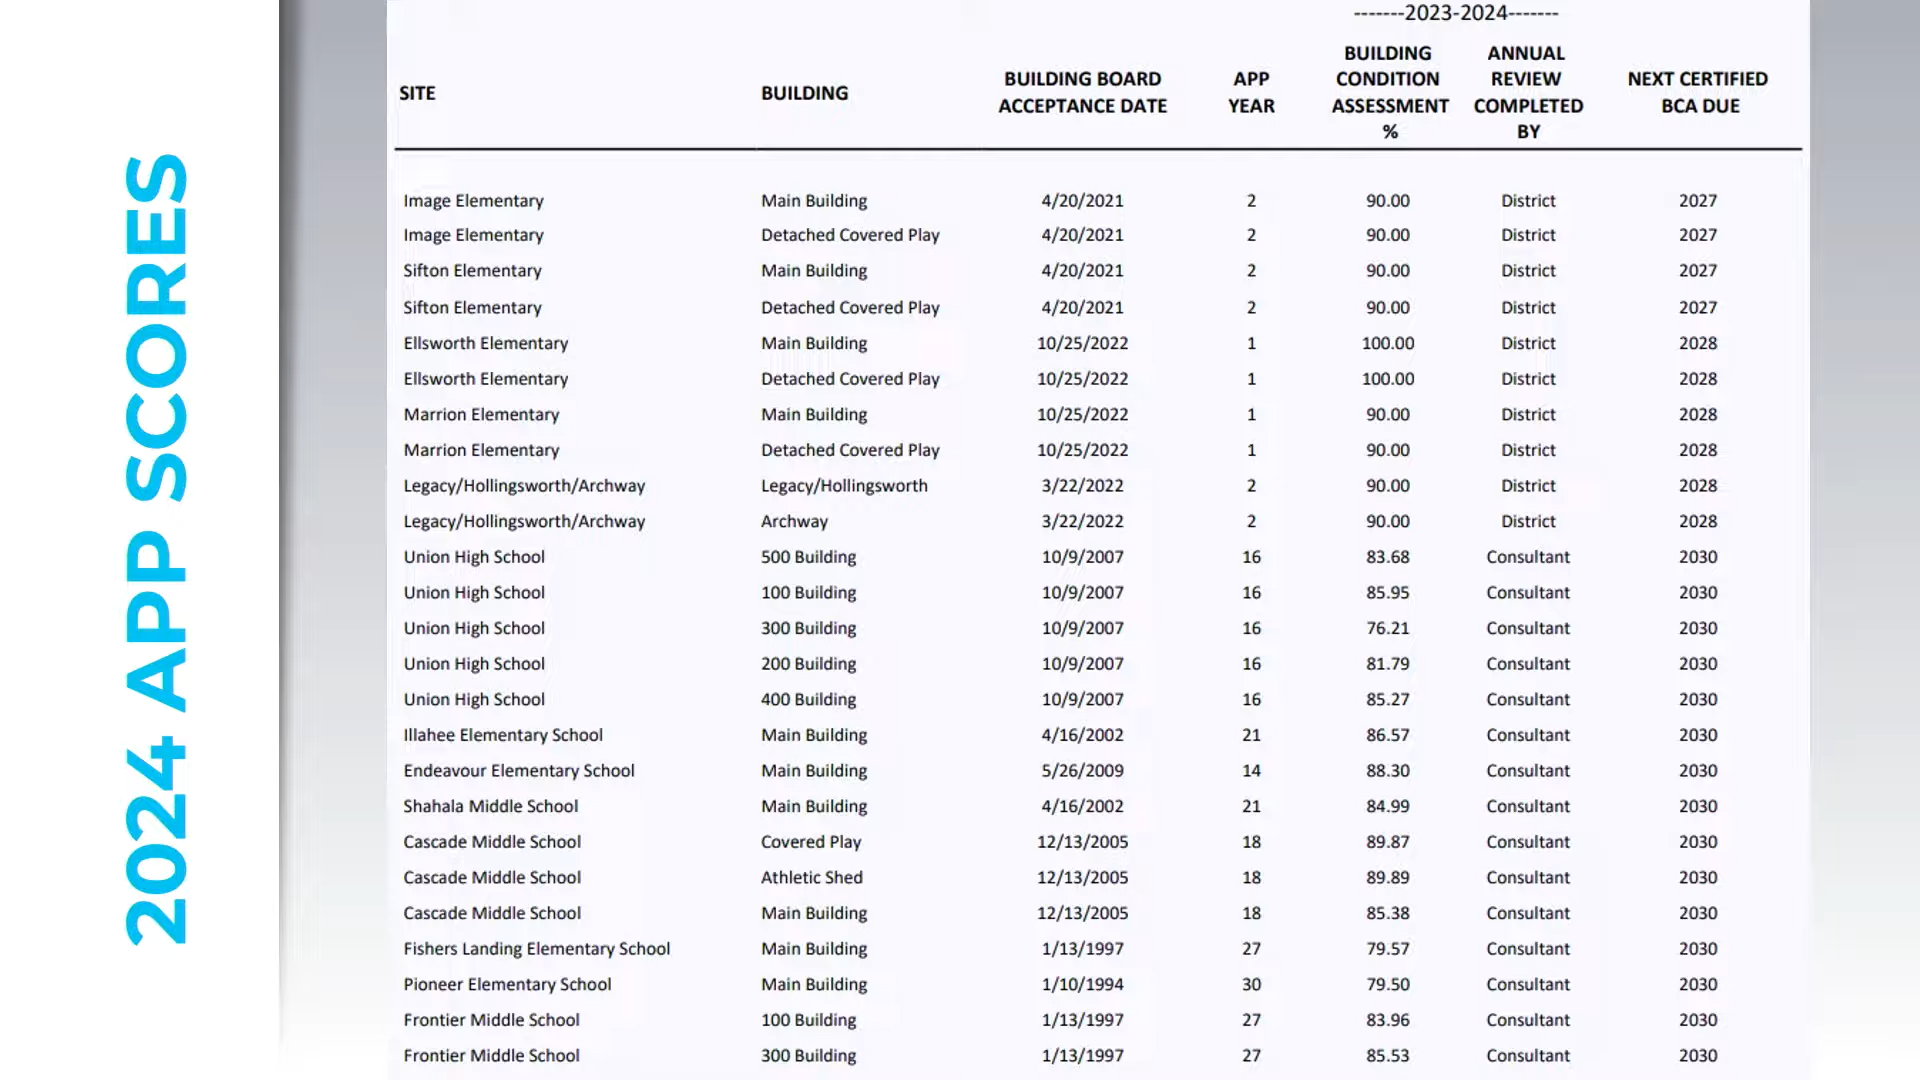 2024 APP SCORES
-------2023-2024-------
SITE BUILDING BUILDING BOARD ACCEPTANCE DATE APP YEAR BUILDING CONDITION ASSESSMENT % ANNUAL REVIEW COMPLETED BY NEXT CERTIFIED BCA DUE
Image Elementary Main Building 4/20/2021 2 90.00 District 2027
Image Elementary Detached Covered Play 4/20/2021 2 90.00 District 2027
Sifton Elementary Main Building 4/20/2021 2 90.00 District 2027
Sifton Elementary Detached Covered Play 4/20/2021 2 90.00 District 2027
Ellsworth Elementary Main Building 10/25/2022 1 100.00 District 2028
Ellsworth Elementary Detached Covered Play 10/25/2022 1 100.00 District 2028
Marrion Elementary Main Building 10/25/2022 1 90.00 District 2028
Marrion Elementary Detached Covered Play 10/25/2022 1 90.00 District 2028
Legacy/Hollingsworth/Archway Legacy/Hollingsworth 3/22/2022 2 90.00 District 2028
Legacy/Hollingsworth/Archway Archway 3/22/2022 2 90.00 District 2028
Union High School 500 Building 10/9/2007 16 83.68 Consultant 2030
Union High School 100 Building 10/9/2007 16 85.95 Consultant 2030
Union High School 300 Building 10/9/2007 16 76.21 Consultant 2030
Union High School 200 Building 10/9/2007 16 81.79 Consultant 2030
Union High School 400 Building 10/9/2007 16 85.27 Consultant 2030
Illahee Elementary School Main Building 4/16/2002 21 86.57 Consultant 2030
Endeavour Elementary School Main Building 5/26/2009 14 88.30 Consultant 2030
Shahala Middle School Main Building 4/16/2002 21 84.99 Consultant 2030
Cascade Middle School Covered Play 12/13/2005 18 89.87 Consultant 2030
Cascade Middle School Athletic Shed 12/13/2005 18 89.89 Consultant 2030
Cascade Middle School Main Building 12/13/2005 18 85.38 Consultant 2030
Fishers Landing Elementary School Main Building 1/13/1997 27 79.57 Consultant 2030
Pioneer Elementary School Main Building 1/10/1994 30 79.50 Consultant 2030
Frontier Middle School 100 Building 1/13/1997 27 83.96 Consultant 2030
Frontier Middle School 300 Building 1/13/1997 27 85.53 Consultant 2030